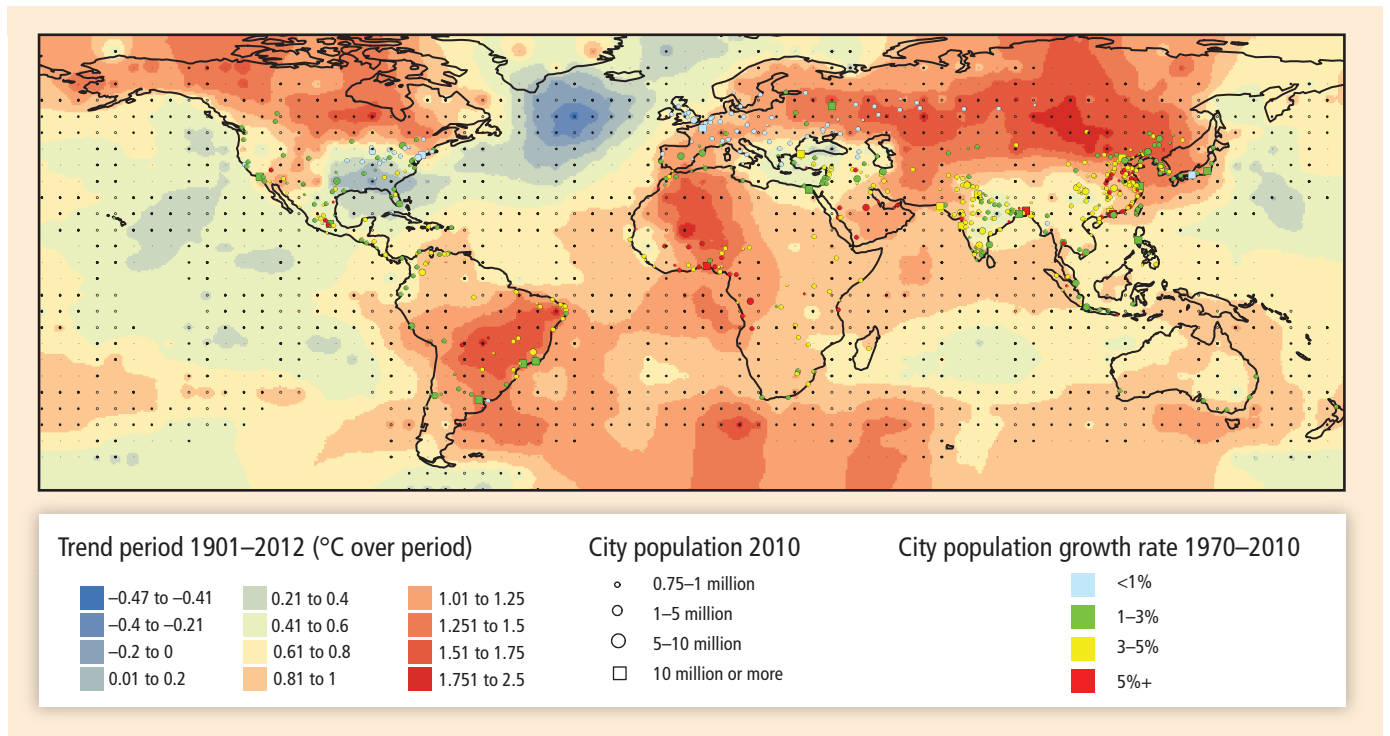 Trend period 1901–2012 (°C over period)
–0.47 to –0.41
–0.4 to –0.21
–0.2 to 0
0.01 to 0.2
0.21 to 0.4
0.41 to 0.6
0.61 to 0.8
0.81 to 1
1.01 to 1.25
1.251 to 1.5
1.51 to 1.75
1.751 to 2.5
City population 2010
0.75–1 million
1–5 million
5–10 million
10 million or more
City population growth rate 1970–2010
<1%
1–3%
3–5%
5%+